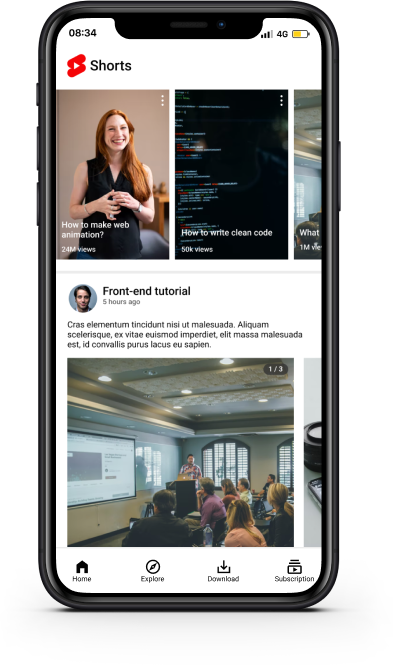 08:34
4G
Shorts
How to make web
animation?
24M views
How to write clean code
50k views
What
1M vie
Front-end tutorial
5 hours ago
Cras elementum tincidunt nisi ut malesuada. Aliquam
scelerisque, ex vitae euismod imperdiet, elit massa malesuada
est, id convallis purus lacus eu sapien.
1 / 3
Home
Explore
Download
Subscription